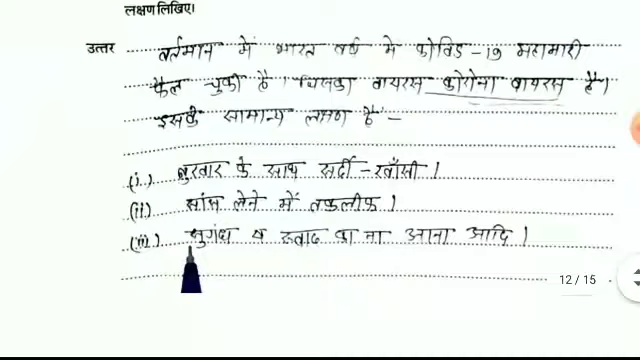 लक्षण लिखिए।
उत्तर वर्तमान में भारत वर्ष मे कोविड-19 महामारी
फैल चुकी है। जिसका वायरस कोरोना वायरस है।
इसके सामान्य लक्षण है –
(i.) बुखार के साथ सर्दी-खाँसी।
(ii) सांस लेने में तकलीफ।
(iii) सुगंध व स्वाद का ना आना आदि।
12 / 15